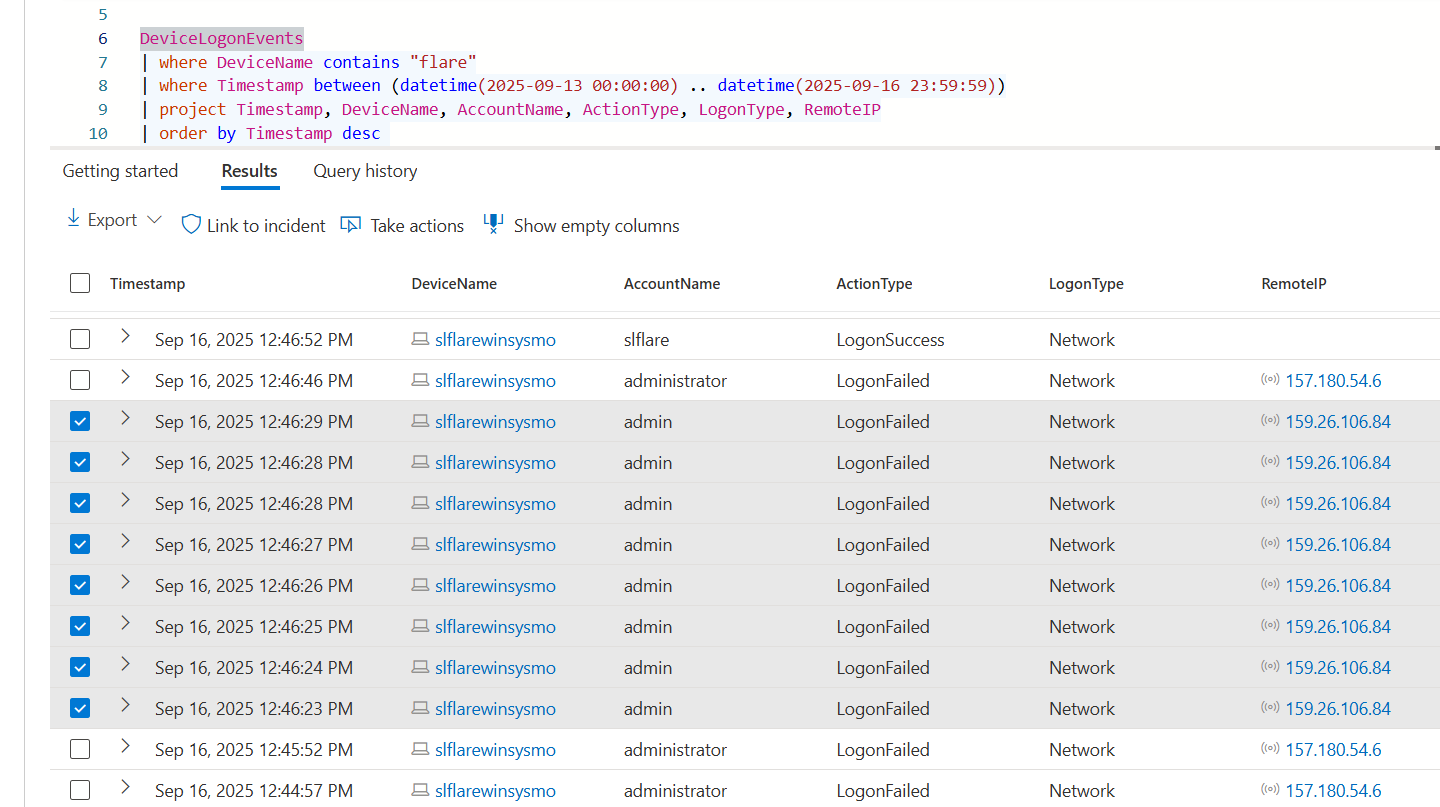 5
6 DeviceLogonEvents
7 | where DeviceName contains "flare"
8 | where Timestamp between (datetime(2025-09-13 00:00:00) .. datetime(2025-09-16 23:59:59))
9 | project Timestamp, DeviceName, AccountName, ActionType, LogonType, RemoteIP
10 | order by Timestamp desc
Getting started Results Query history
Export Link to incident Take actions Show empty columns
Timestamp DeviceName AccountName ActionType LogonType RemoteIP
Sep 16, 2025 12:46:52 PM slflarewinsysmo slflare LogonSuccess Network
Sep 16, 2025 12:46:46 PM slflarewinsysmo administrator LogonFailed Network 157.180.54.6
Sep 16, 2025 12:46:29 PM slflarewinsysmo admin LogonFailed Network 159.26.106.84
Sep 16, 2025 12:46:28 PM slflarewinsysmo admin LogonFailed Network 159.26.106.84
Sep 16, 2025 12:46:28 PM slflarewinsysmo admin LogonFailed Network 159.26.106.84
Sep 16, 2025 12:46:27 PM slflarewinsysmo admin LogonFailed Network 159.26.106.84
Sep 16, 2025 12:46:26 PM slflarewinsysmo admin LogonFailed Network 159.26.106.84
Sep 16, 2025 12:46:25 PM slflarewinsysmo admin LogonFailed Network 159.26.106.84
Sep 16, 2025 12:46:24 PM slflarewinsysmo admin LogonFailed Network 159.26.106.84
Sep 16, 2025 12:46:23 PM slflarewinsysmo admin LogonFailed Network 159.26.106.84
Sep 16, 2025 12:45:52 PM slflarewinsysmo administrator LogonFailed Network 157.180.54.6
Sep 16, 2025 12:44:57 PM slflarewinsysmo administrator LogonFailed Network 157.180.54.6